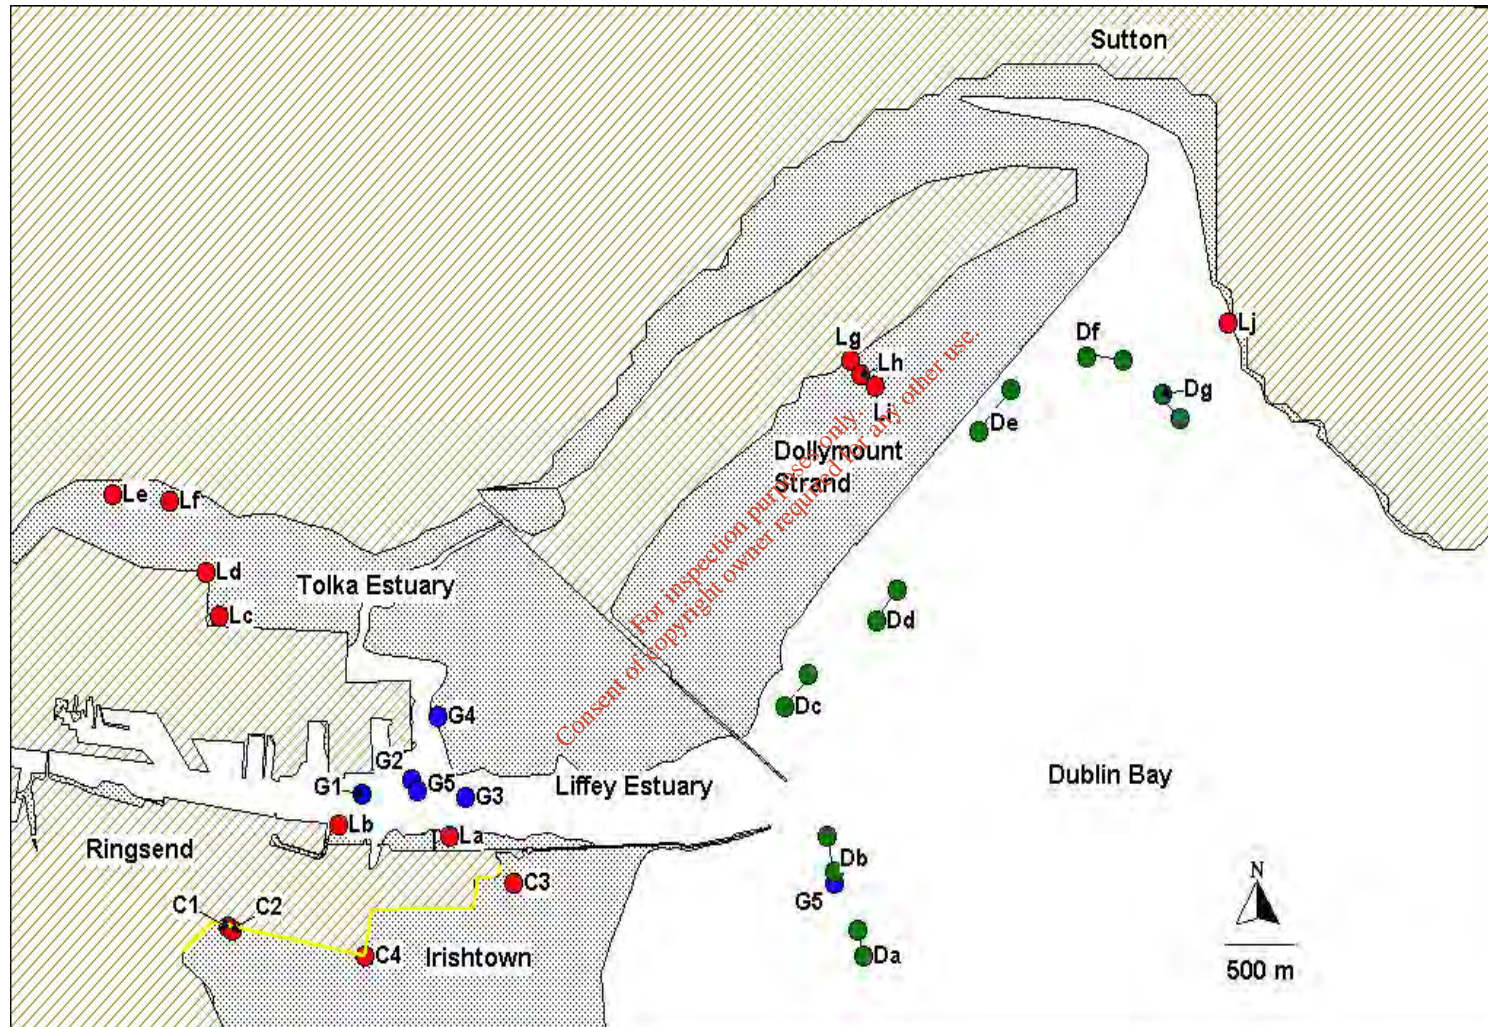 Sutton
Lg
Lh
Li
Lj
Df
Dg
De
Dollymount
Strand
For inspection purposes only.
Consent of copyright owner required for any other use.
Le
Lf
Ld
Tolka Estuary
Lc
Dd
Dc
G4
G2
G1
G5
G3
Liffey Estuary
Dublin Bay
Lb
La
Ringsend
Db
G5
C3
C1
C2
C4
Irishtown
Da
N
500 m